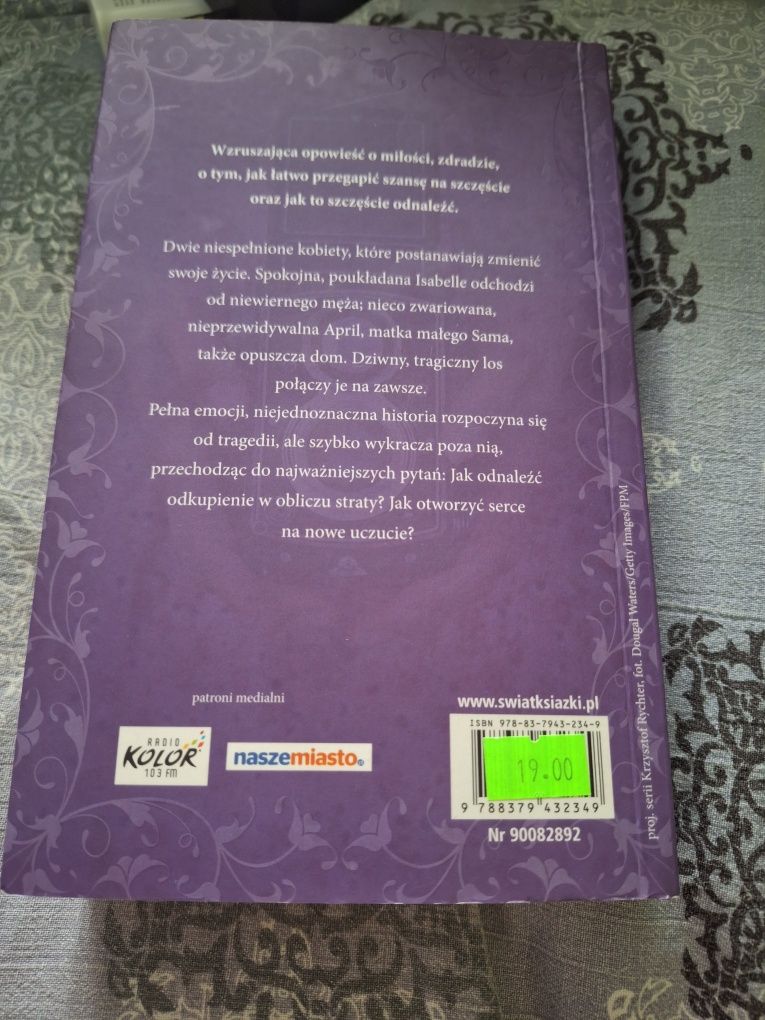 Wzruszająca opowieść o miłości, zdradzie,
o tym, jak łatwo przegapić szansę na szczęście
oraz jak to szczęście odnaleźć.
Dwie niespełnione kobiety, które postanawiają zmienić
swoje życie. Spokojna, poukładana Isabelle odchodzi
od niewiernego męża; nieco zwariowana,
nieprzewidywalna April, matka małego Sama,
także opuszcza dom. Dziwny, tragiczny los
połączy je na zawsze.
Pełna emocji, niejednoznaczna historia rozpoczyna się
od tragedii, ale szybko wykracza poza nią,
przechodząc do najważniejszych pytań: Jak odnaleźć
odkupienie w obliczu straty? Jak otworzyć serce
na nowe uczucie?
patroni medialni
RADIO
KOLOR
103 FM
naszemiasto
www.swiatksiazki.pl
ISBN 978-83-7943-234-9
19.00
9 788379 432349
Nr 90082892
proj. serii Krzysztof Rychter, fot. Dougal Waters/Getty Images/FPM